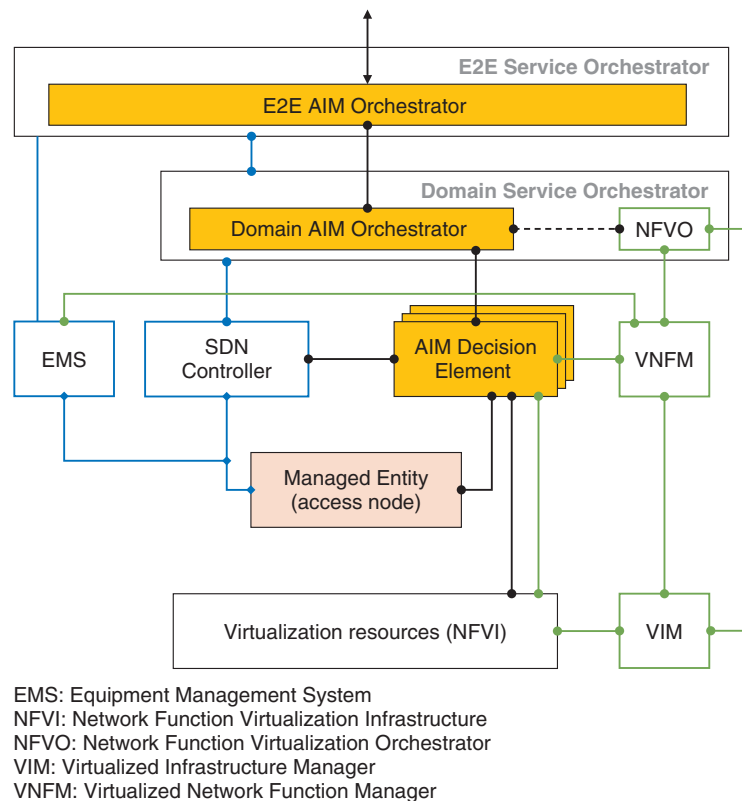 E2E Service Orchestrator
E2E AIM Orchestrator
Domain Service Orchestrator
Domain AIM Orchestrator
NFVO
EMS
SDN
Controller
AIM Decision
Element
VNFM
Managed Entity
(access node)
Virtualization resources (NFVI)
VIM
EMS: Equipment Management System
NFVI: Network Function Virtualization Infrastructure
NFVO: Network Function Virtualization Orchestrator
VIM: Virtualized Infrastructure Manager
VNFM: Virtualized Network Function Manager